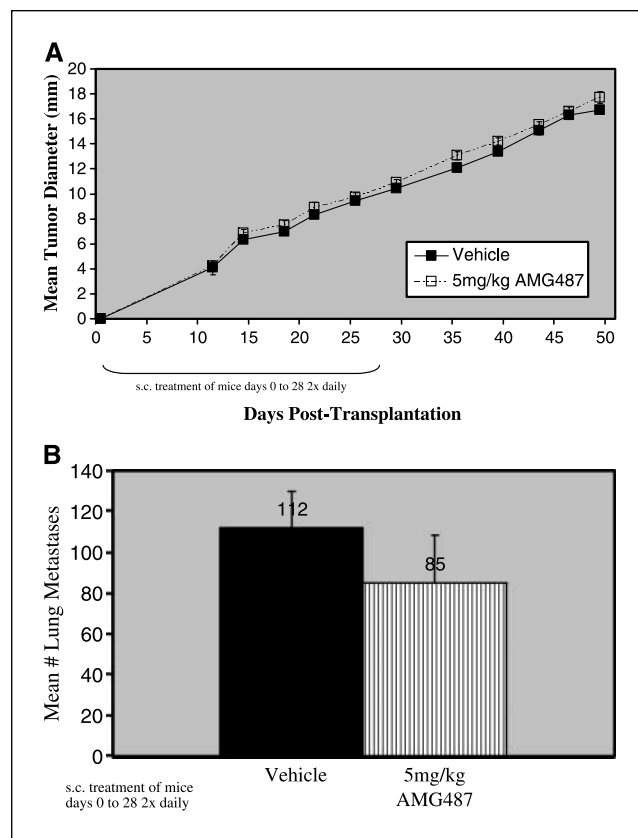 A
Mean Tumor Diameter (mm)
20
18
16
14
12
10
8
6
4
2
0
Vehicle
5mg/kg AMG487
0 5 10 15 20 25 30 35 40 45 50
s.c. treatment of mice days 0 to 28 2x daily
Days Post-Transplantation
B
Mean # Lung Metastases
140
120
100
80
60
40
20
0
112
85
Vehicle
5mg/kg
AMG487
s.c. treatment of mice
days 0 to 28 2x daily